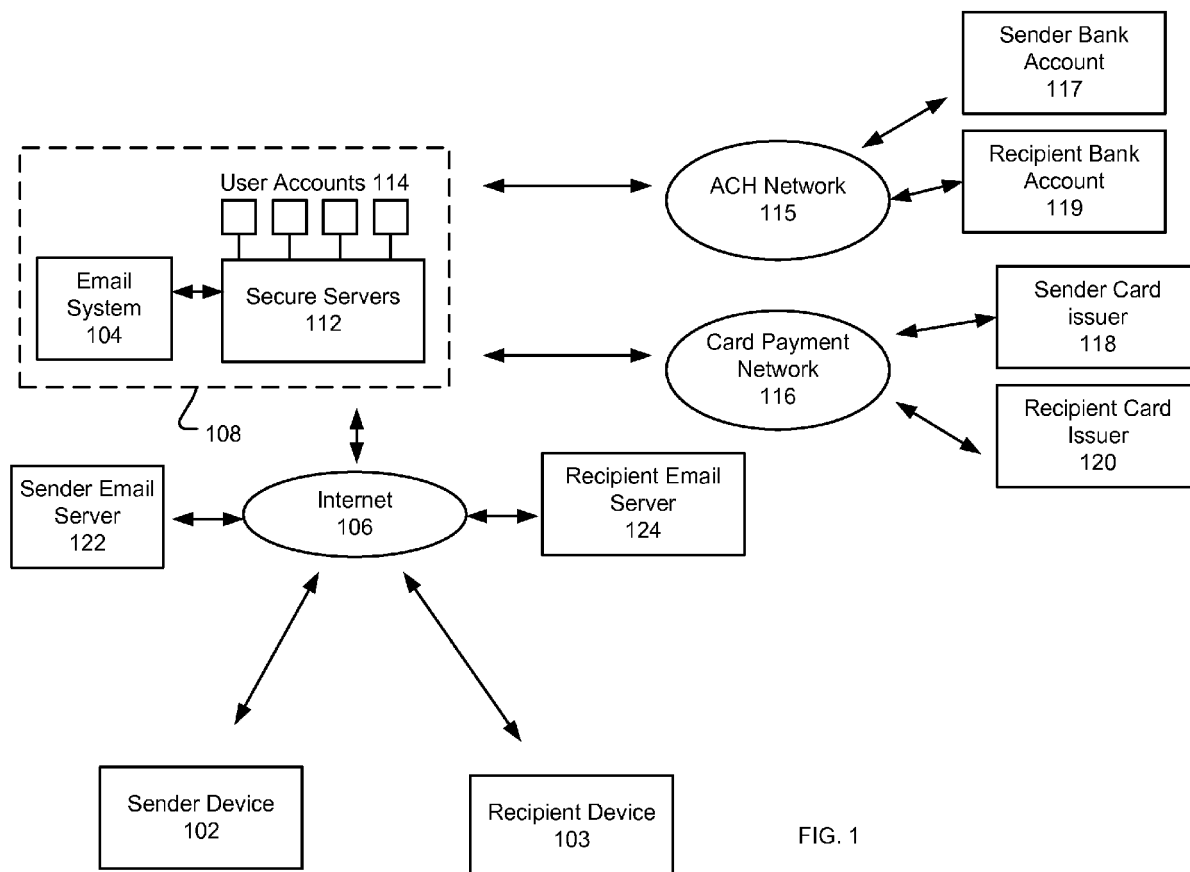 Sender Bank
Account
117
Recipient Bank
Account
119
ACH Network
115
User Accounts 114
Email
System
104
Secure Servers
112
Sender Card
issuer
118
Card Payment
Network
116
Recipient Card
Issuer
120
108
Sender Email
Server
122
Internet
106
Recipient Email
Server
124
Sender Device
102
Recipient Device
103
FIG. 1